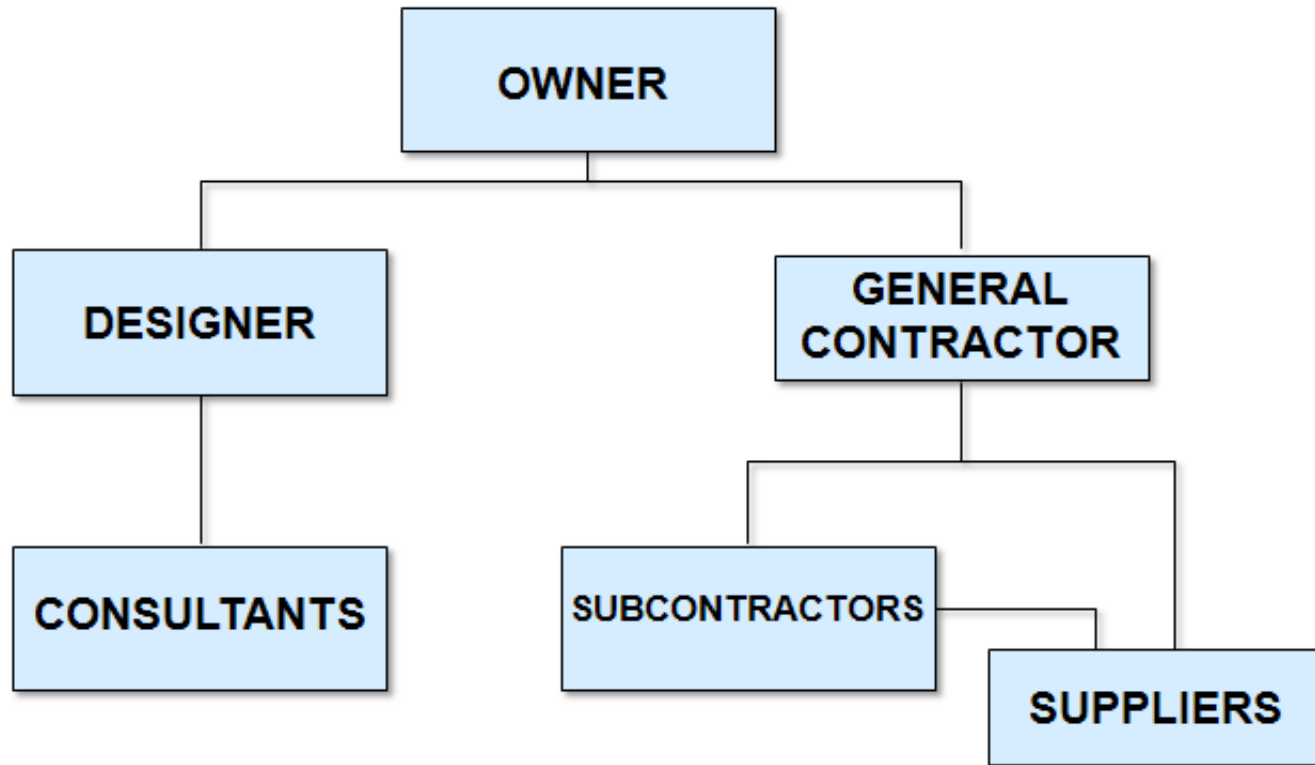 OWNER
DESIGNER
GENERAL
CONTRACTOR
CONSULTANTS
SUBCONTRACTORS
SUPPLIERS